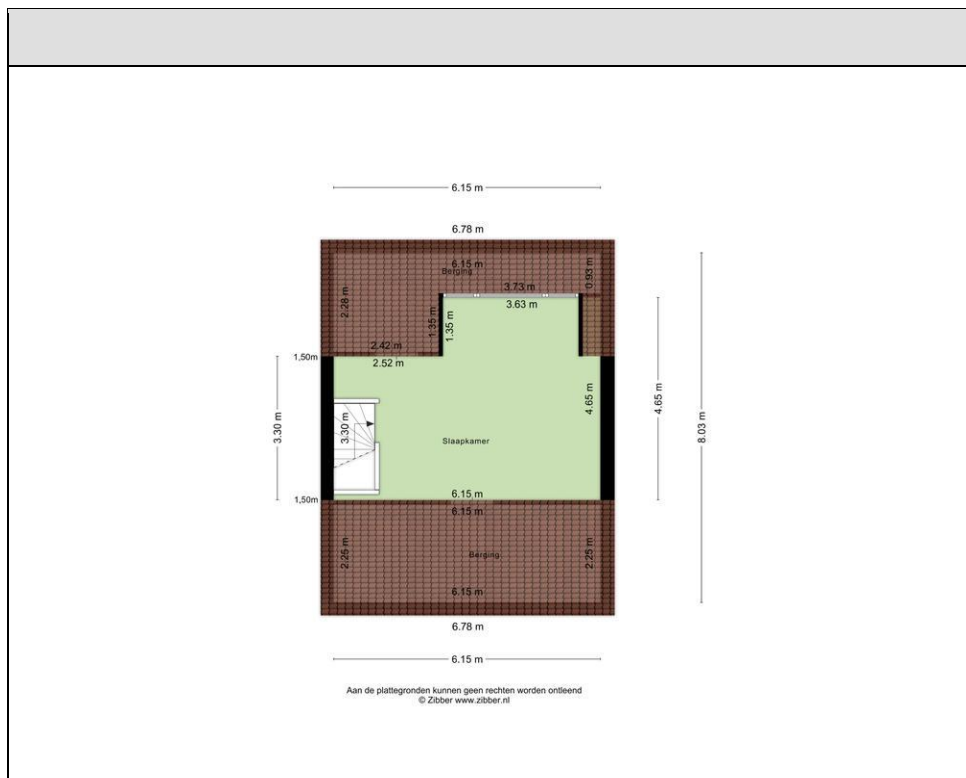 6.15 m
6.78 m
6.15 m
Berging
0.93 m
2.28 m
3.73 m
3.63 m
1.35 m
1.35 m
2.42 m
2.52 m
1,50m
4.65 m
4.65 m
3.30 m
3.30 m
8.03 m
Slaapkamer
1,50m
6.15 m
6.15 m
2.25 m
Berging
2.25 m
6.15 m
6.78 m
6.15 m
Aan de plattegronden kunnen geen rechten worden ontleend
© Zibber www.zibber.nl